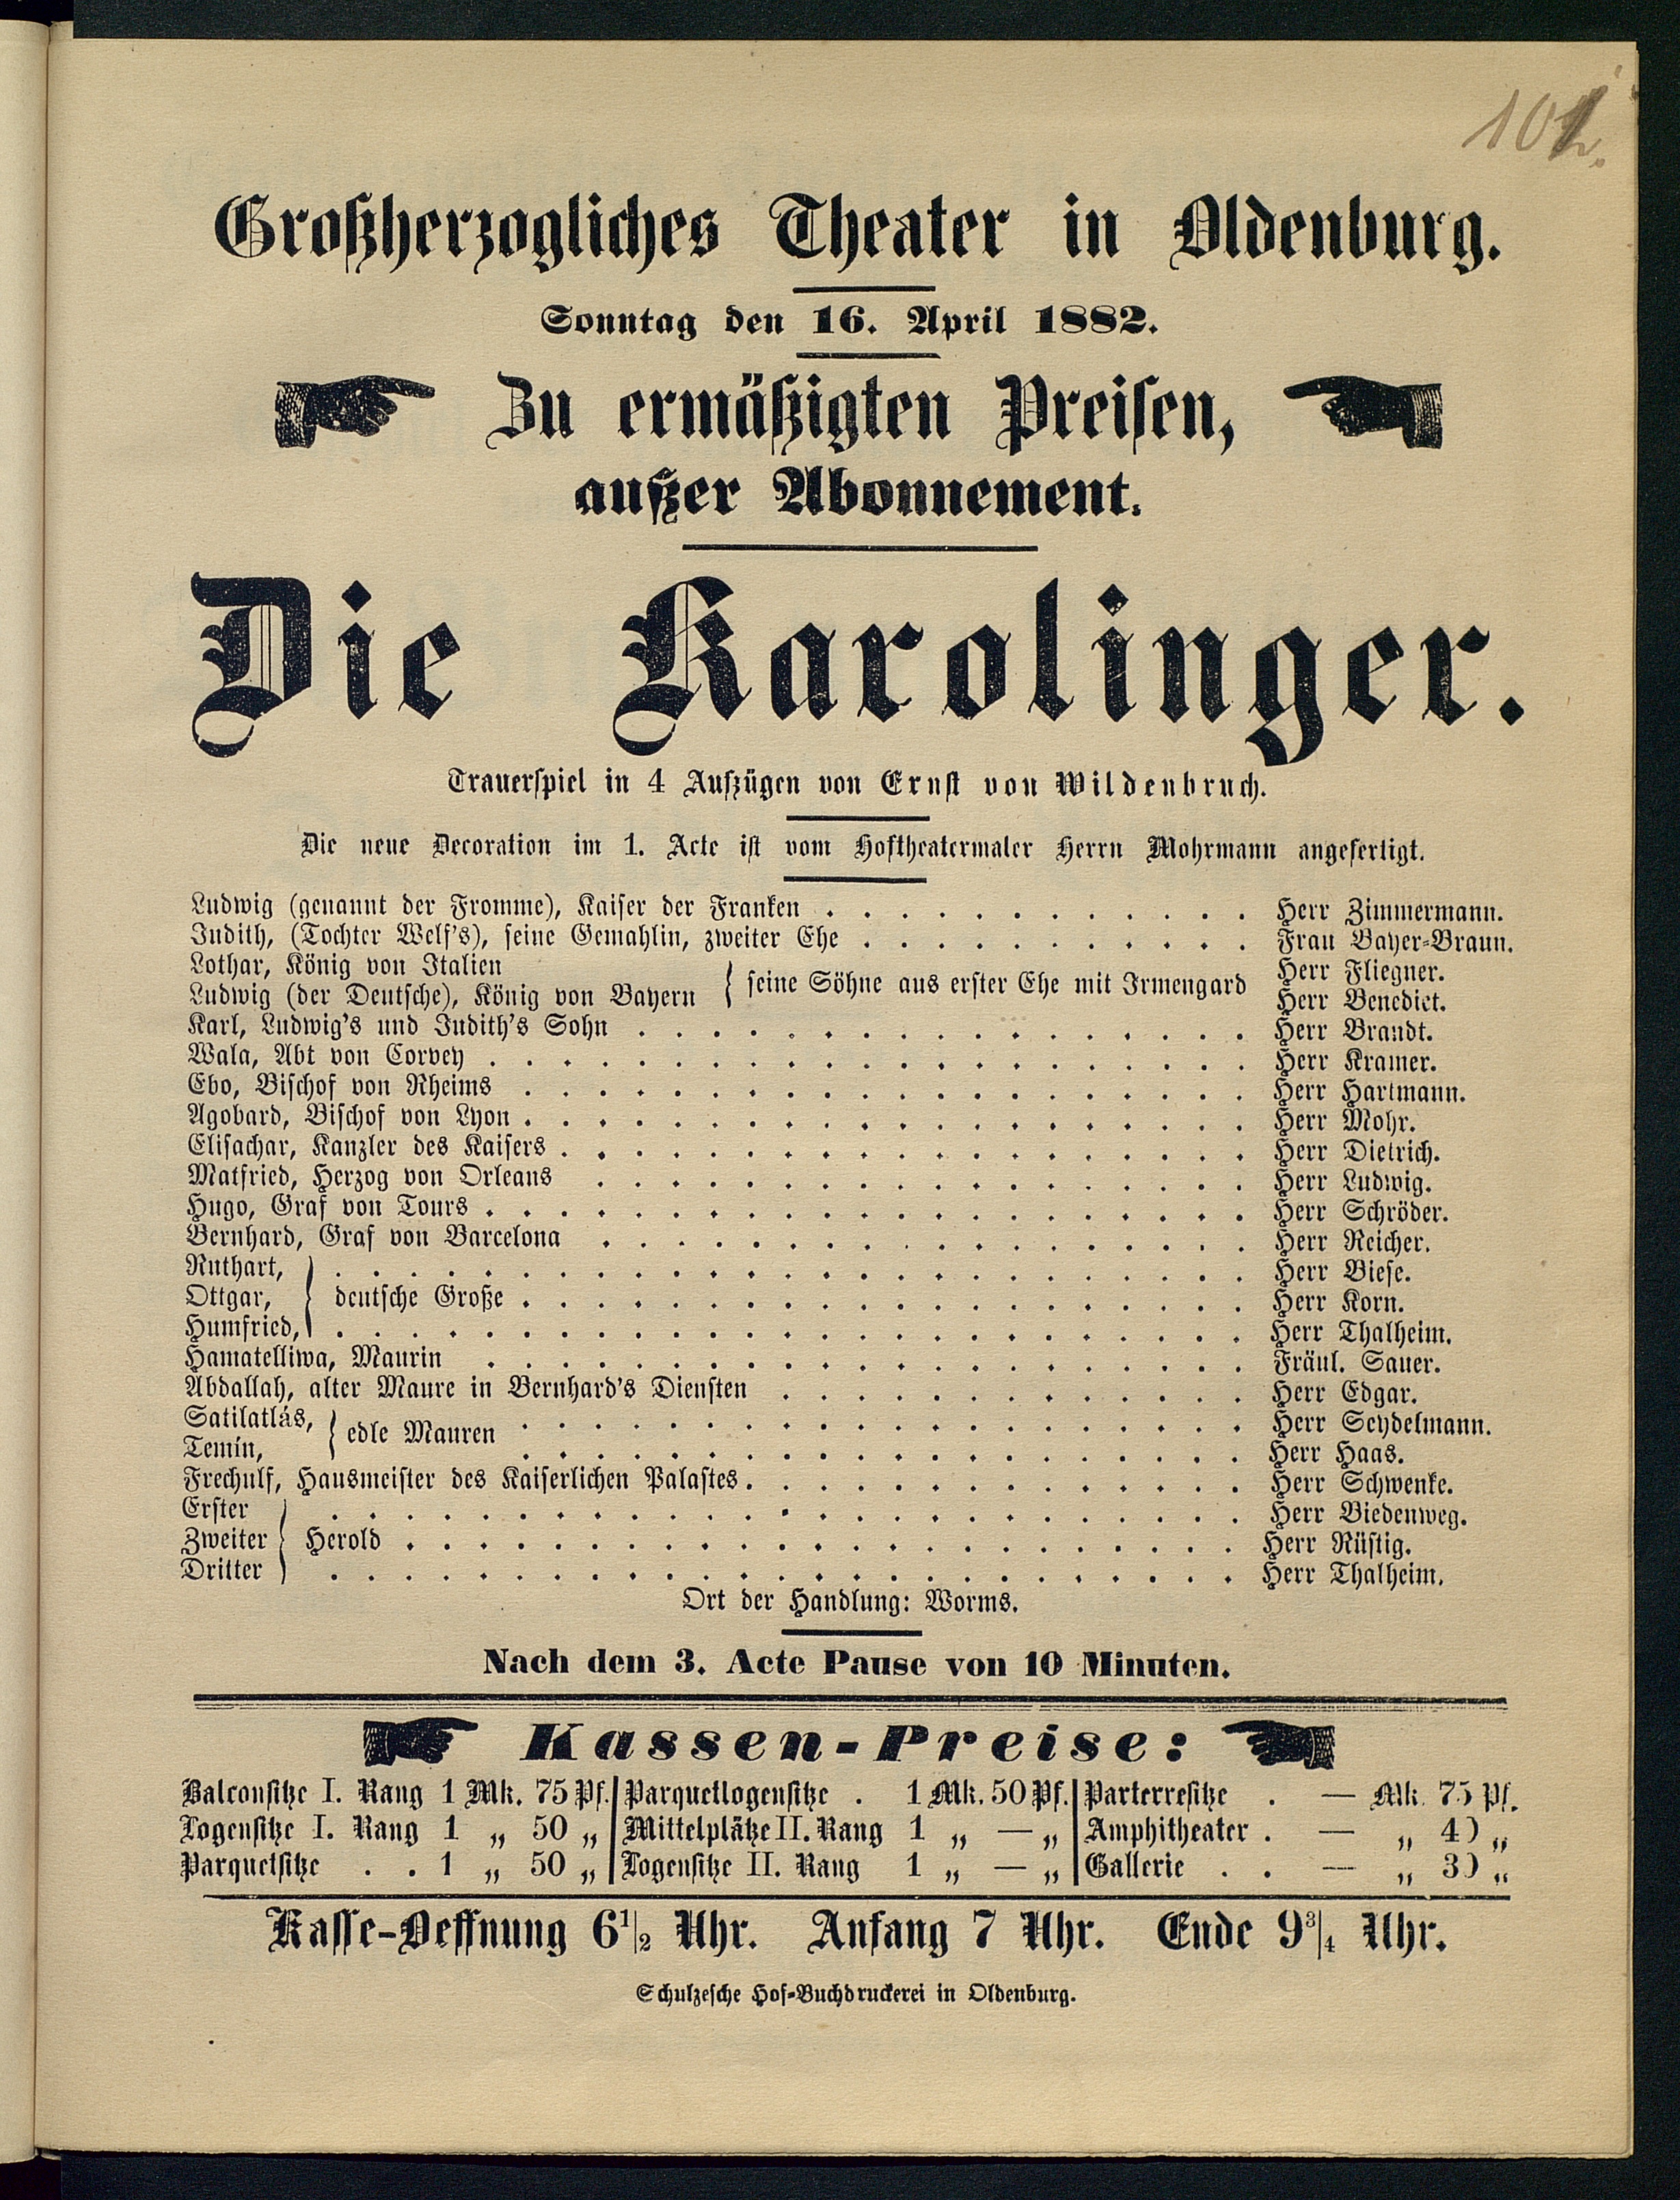 Großherzogliches Theater in Oldenburg.
Sonntag den 16. April 1882.
Zu ermäßigten Preisen,
außer Abonnement.
Die Karolinger.
Trauerspiel in 4 Aufzügen von Ernst von Wildenbruch.
Die neue Decoration im 1. Acte ist vom Hoftheatermaler Herrn Mohrmann angefertigt.
Ludwig (genannt der Fromme), Kaiser der Franken . . . . . . . . . . . . Herr Zimmermann.
Judith, (Tochter Welf's), seine Gemahlin, zweiter Ehe . . . . . . . . . . . Frau Bayer-Braun.
Lothar, König von Italien } seine Söhne aus erster Ehe mit Irmengard Herr Fliegner.
Ludwig (der Deutsche), König von Bayern Herr Benedict.
Karl, Ludwig's und Judith's Sohn . . . . . . . . . . . . . . . . . Herr Brandt.
Wala, Abt von Corvey . . . . . . . . . . . . . . . . . . . . . Herr Kramer.
Ebo, Bischof von Rheims . . . . . . . . . . . . . . . . . . . . Herr Hartmann.
Agobard, Bischof von Lyon . . . . . . . . . . . . . . . . . . . . Herr Mohr.
Elisachar, Kanzler des Kaisers . . . . . . . . . . . . . . . . . . . Herr Dietrich.
Matfried, Herzog von Orleans . . . . . . . . . . . . . . . . . . Herr Ludwig.
Hugo, Graf von Tours . . . . . . . . . . . . . . . . . . . . . Herr Schröder.
Bernhard, Graf von Barcelona . . . . . . . . . . . . . . . . . . Herr Reicher.
Ruthart, . . . . . . . . . . . . . . . . . . . . . . . . . Herr Biese.
Ottgar, } deutsche Große . . . . . . . . . . . . . . . . . . . . Herr Korn.
Humfried, . . . . . . . . . . . . . . . . . . . . . . . . . Herr Thalheim.
Hamatelliwa, Maurin . . . . . . . . . . . . . . . . . . . . . Fräul. Sauer.
Abdallah, alter Maure in Bernhard's Diensten . . . . . . . . . . . . . Herr Edgar.
Satilatlás, } edle Mauren . . . . . . . . . . . . . . . . . . . . Herr Seydelmann.
Temin, . . . . . . . . . . . . . . . . . . . . Herr Haas.
Frechulf, Hausmeister des Kaiserlichen Palastes . . . . . . . . . . . . . . Herr Schwenke.
Erster . . . . . . . . . . . . . . . . . . . . . . . . . Herr Biedenweg.
Zweiter } Herold . . . . . . . . . . . . . . . . . . . . . . . Herr Rüstig.
Dritter . . . . . . . . . . . . . . . . . . . . . . . . . Herr Thalheim.
Ort der Handlung: Worms.
Nach dem 3. Acte Pause von 10 Minuten.
Kassen-Preise:
Balconsitze I. Rang 1 Mk. 75 Pf. | Parquetlogensitze . 1 Mk. 50 Pf. | Parterresitze . — Mk. 75 Pf.
Logensitze I. Rang 1 „ 50 „ | Mittelplätze II. Rang 1 „ — „ | Amphitheater . — „ 40 „
Parquetsitze . . 1 „ 50 „ | Logensitze II. Rang 1 „ — „ | Gallerie . . — „ 30 „
Kasse-Oeffnung 6 1/2 Uhr. Anfang 7 Uhr. Ende 9 3/4 Uhr.
Schulzesche Hof-Buchdruckerei in Oldenburg.